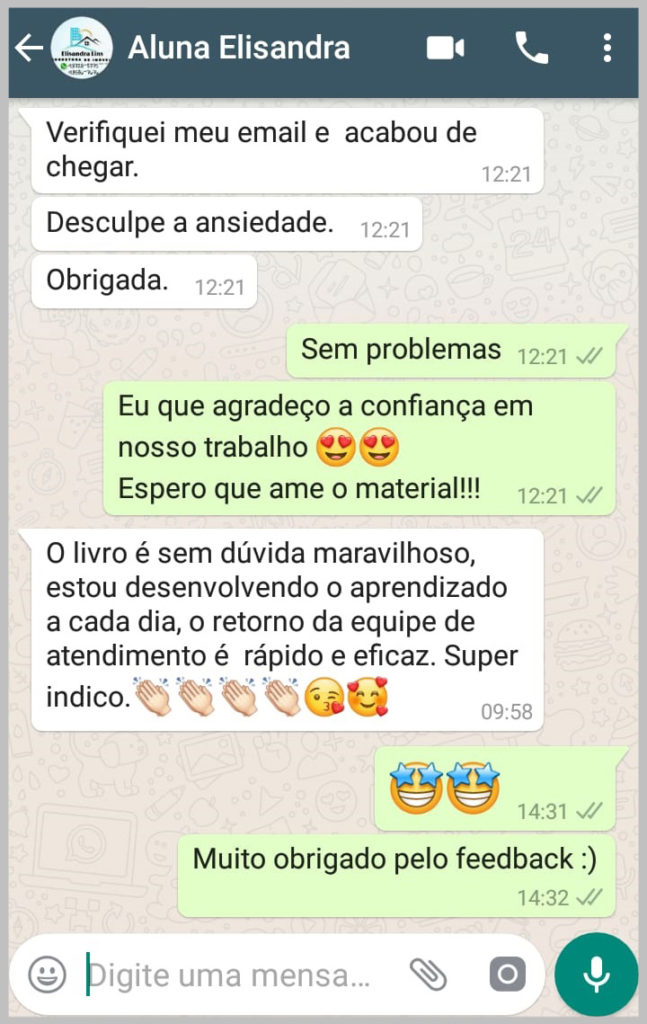 Aluna Elisandra
Elisandra Lins
Verifiquei meu email e  acabou de
chegar.
12:21
Desculpe a ansiedade. 12:21
Obrigada. 12:21
Sem problemas 12:21
Eu que agradeço a confiança em
nosso trabalho 😍😍
Espero que ame o material!!! 12:21
O livro é sem dúvida maravilhoso,
estou desenvolvendo o aprendizado
a cada dia, o retorno da equipe de
atendimento é  rápido e eficaz. Super
indico.👏🏻👏🏻👏🏻👏🏻😘🥰
09:58
🤩🤩 14:31
Muito obrigado pelo feedback :)
14:32
Digite uma mensa...